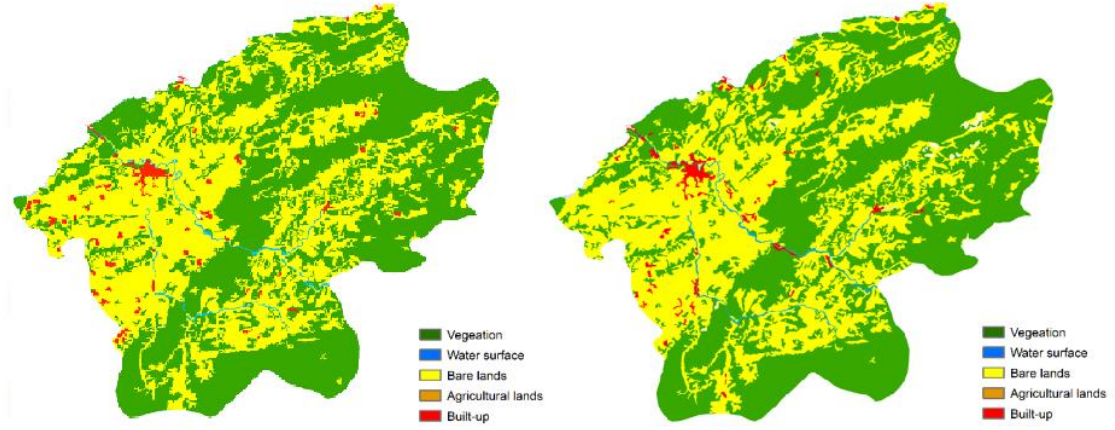 Vegeation
Water surface
Bare lands
Agricultural lands
Built-up
Vegeation
Water surface
Bare lands
Agricultural lands
Built-up